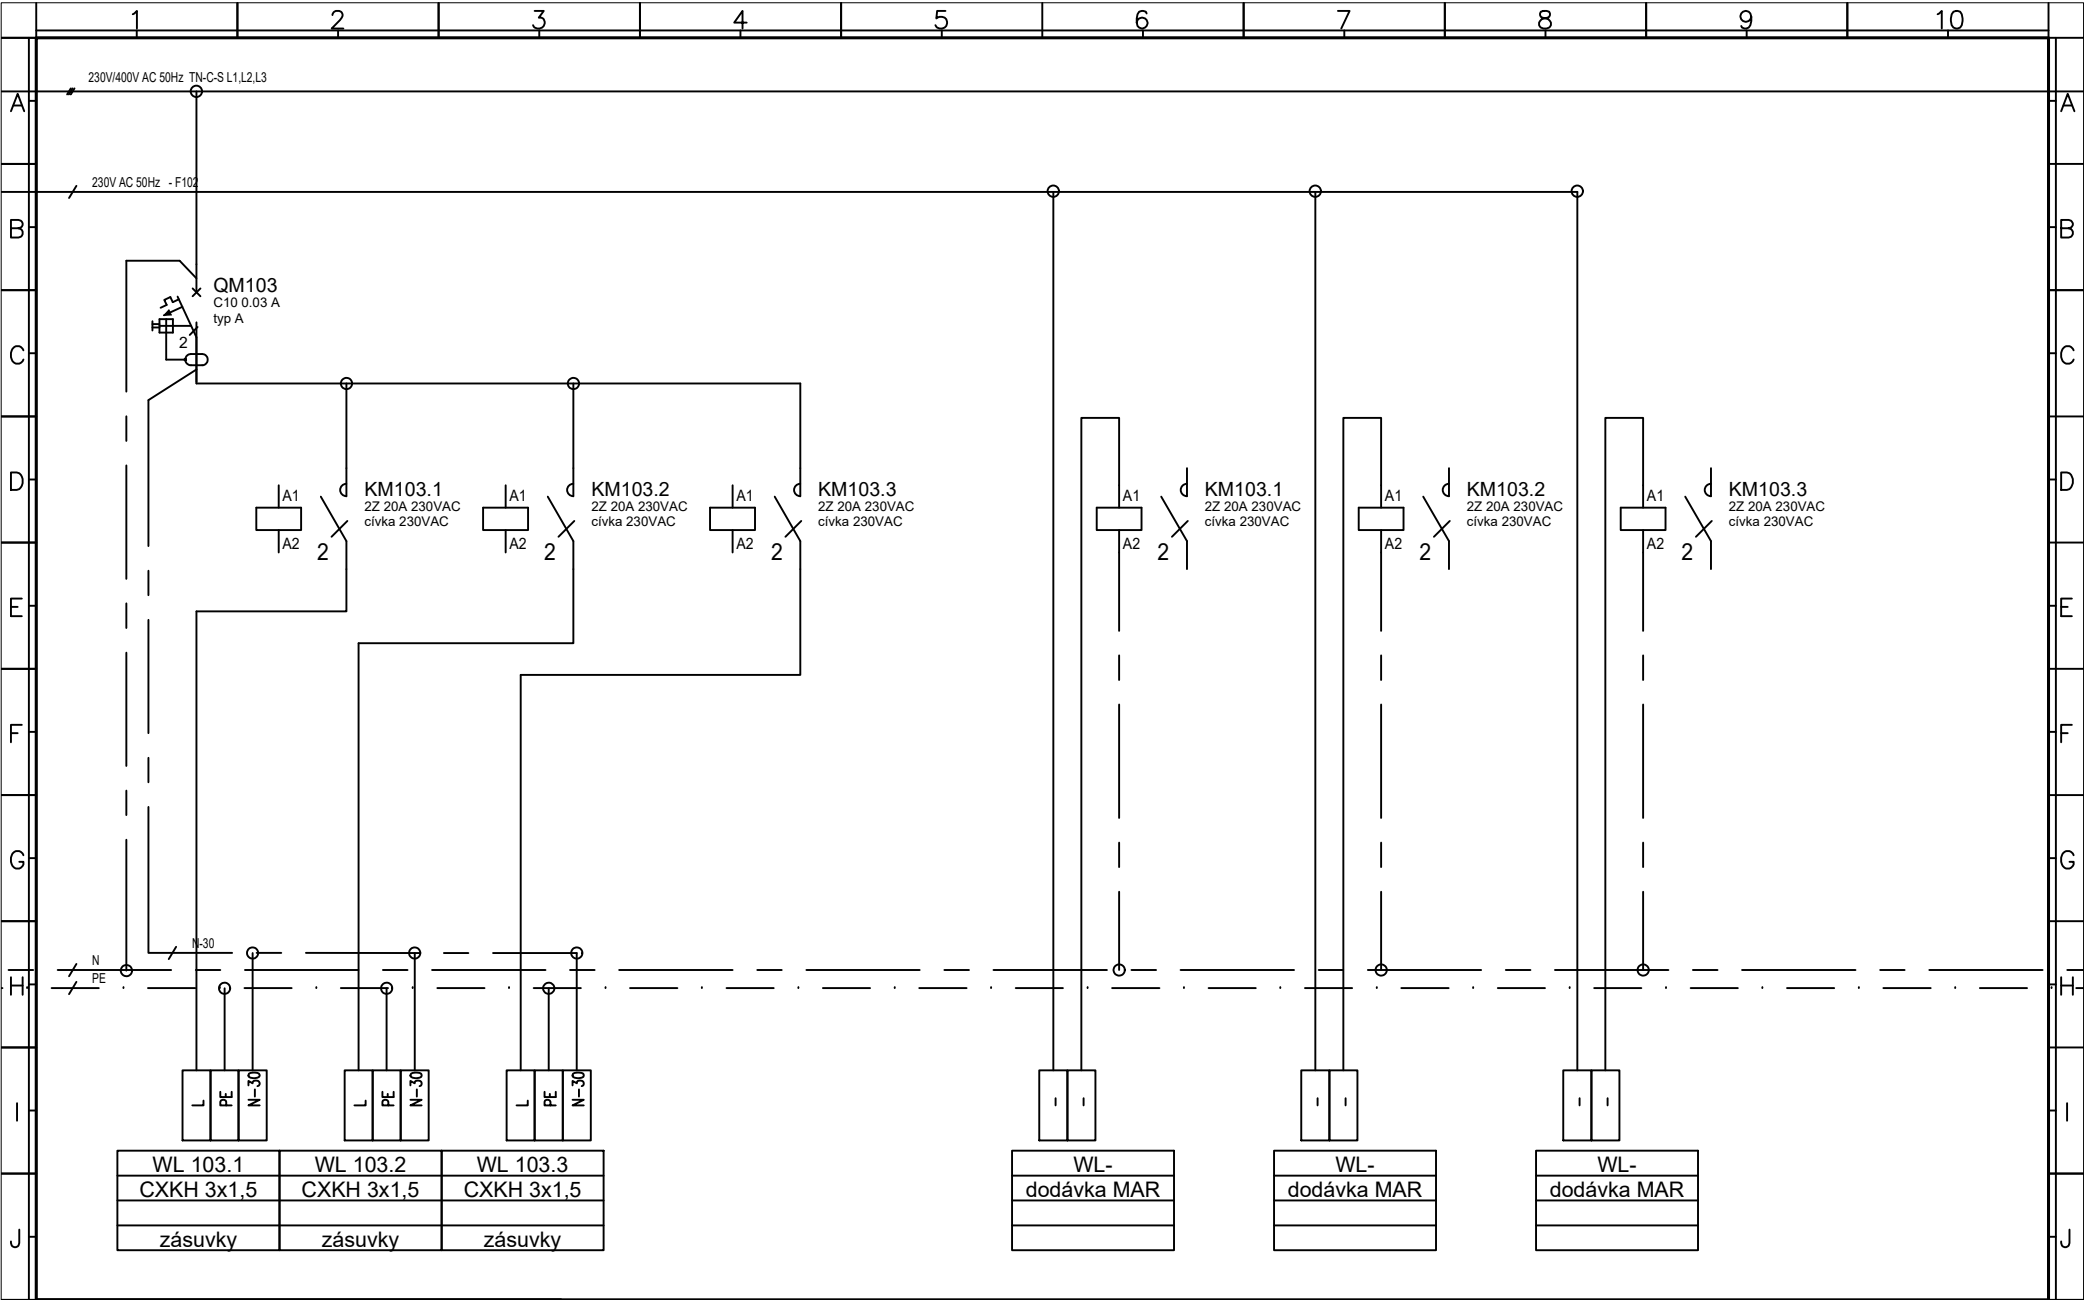 1 2 3 4 5 6 7 8 9 10
230V/400V AC 50Hz TN-C-S L1,L2,L3
A A
230V AC 50Hz - F102
B B
QM103
C10 0.03 A
typ A
2
C C
D D
A1
A2
2
KM103.1
2Z 20A 230VAC
cívka 230VAC
A1
A2
2
KM103.2
2Z 20A 230VAC
cívka 230VAC
A1
A2
2
KM103.3
2Z 20A 230VAC
cívka 230VAC
A1
A2
2
KM103.1
2Z 20A 230VAC
cívka 230VAC
A1
A2
2
KM103.2
2Z 20A 230VAC
cívka 230VAC
A1
A2
2
KM103.3
2Z 20A 230VAC
cívka 230VAC
E E
F F
G G
N-30
N
PE
H H
L PE N-30
L PE N-30
L PE N-30
- -
- -
- -
I I
WL 103.1 WL 103.2 WL 103.3 WL- WL- WL-
CXKH 3x1,5 CXKH 3x1,5 CXKH 3x1,5 dodávka MAR dodávka MAR dodávka MAR
zásuvky zásuvky zásuvky
J J